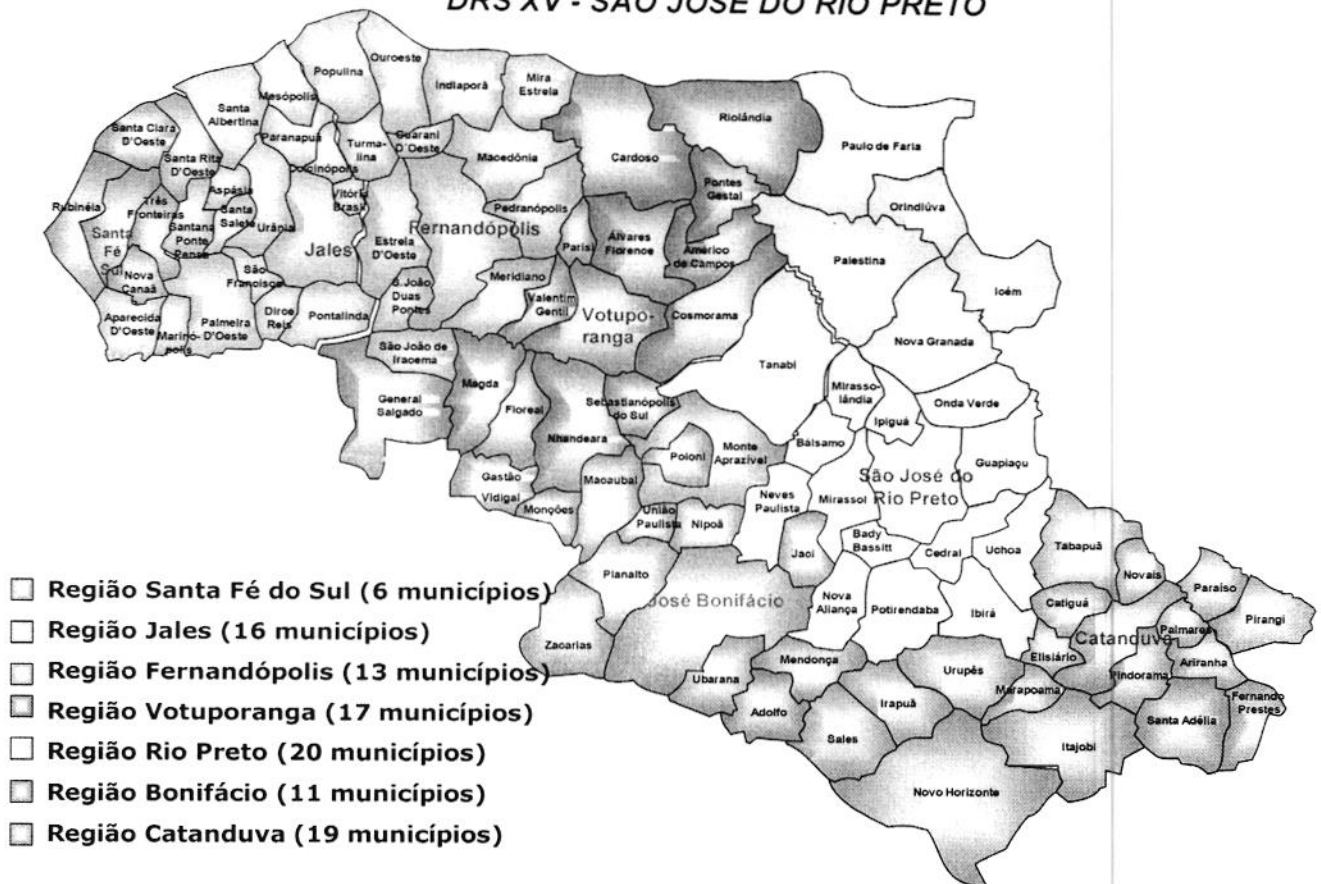 DRS XV - SÃO JOSÉ DO RIO PRETO
Ouroeste
Populina
Indiaporã
Mira
Estrela
Mesópolis
Santa
Albertina
Riolândia
Santa Clara
D'Oeste
Paranapuã
Turma-
lina
Guarani
D'Oeste
Macedônia
Cardoso
Paulo de Faria
Santa Rita
D'Oeste
Dolcinópolis
Pontes
Gestal
Aspásia
Vitória
Brasil
Rubinéia
Três
Fronteiras
Santa
Salete
Pedranópolis
Orindiúva
Santa
Fé
Sul
Santana
Ponte
Pensa
Urânia
Jales
Estrela
D'Oeste
Fernandópolis
Parisi
Álvares
Florence
Américo
de Campos
Palestina
Nova
Canaã
São
Francisco
S.João
Duas
Pontes
Meridiano
Icém
Aparecida
D'Oeste
Marinó-
polis
Palmeira
D'Oeste
Dirce
Reis
Pontalinda
Valentim
Gentil
Votupo-
ranga
Cosmorama
Nova Granada
São João de
Iracema
Tanabi
Magda
Mirasso-
lândia
General
Salgado
Floreal
Sebastianópolis
do Sul
Onda Verde
Ipiguá
Nhandeara
Bálsamo
Poloni
Monte
Aprazível
Guapiaçu
São José do
Rio Preto
Gastão
Vidigal
Macaubal
Neves
Paulista
Mirassol
Monções
União
Paulista
Nipoã
Bady
Bassitt
Jaci
Cedral
Uchoa
Tabapuã
Planalto
Novais
José Bonifácio
Nova
Aliança
Potirendaba
Ibirá
Catiguá
Paraíso
Pirangi
Zacarias
Catanduva
Palmares
Mendonça
Elisiário
Ariranha
Ubarana
Urupês
Pindorama
Marapoama
Fernando
Prestes
Adolfo
Irapuã
Santa Adélia
Sales
Itajobi
Novo Horizonte
Região Santa Fé do Sul (6 municípios)
Região Jales (16 municípios)
Região Fernandópolis (13 municípios)
Região Votuporanga (17 municípios)
Região Rio Preto (20 municípios)
Região Bonifácio (11 municípios)
Região Catanduva (19 municípios)